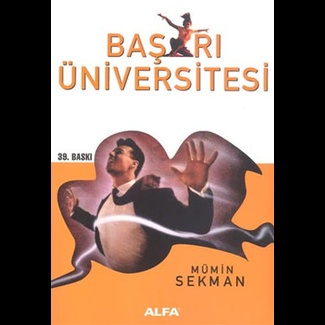 BAŞARI
ÜNİVERSİTESİ
39. BASKI
MÜMİN
SEKMAN
ALFA